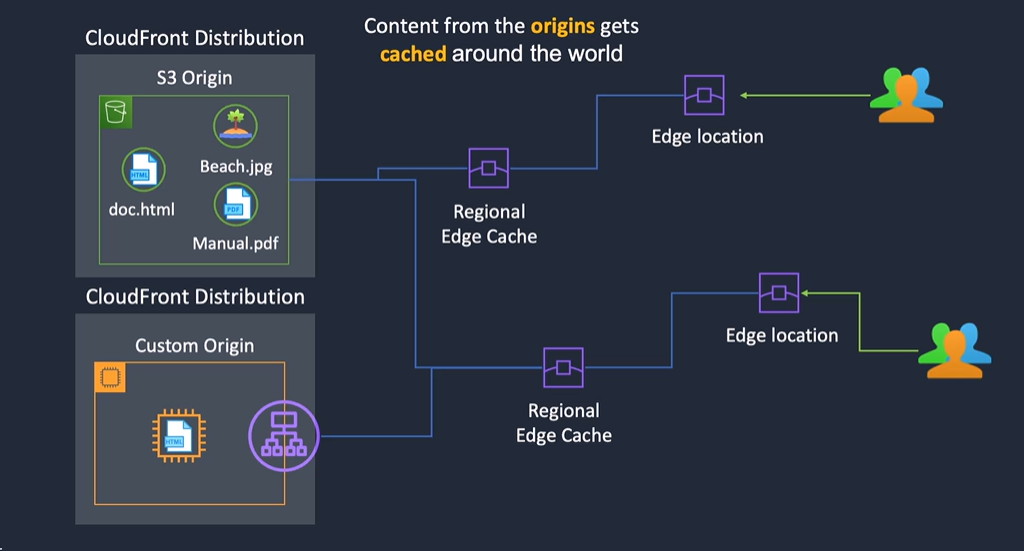 CloudFront Distribution
Content from the origins gets
cached around the world
S3 Origin
Beach.jpg
HTML
doc.html
PDF
Manual.pdf
Edge location
Regional
Edge Cache
CloudFront Distribution
Custom Origin
HTML
Edge location
Regional
Edge Cache